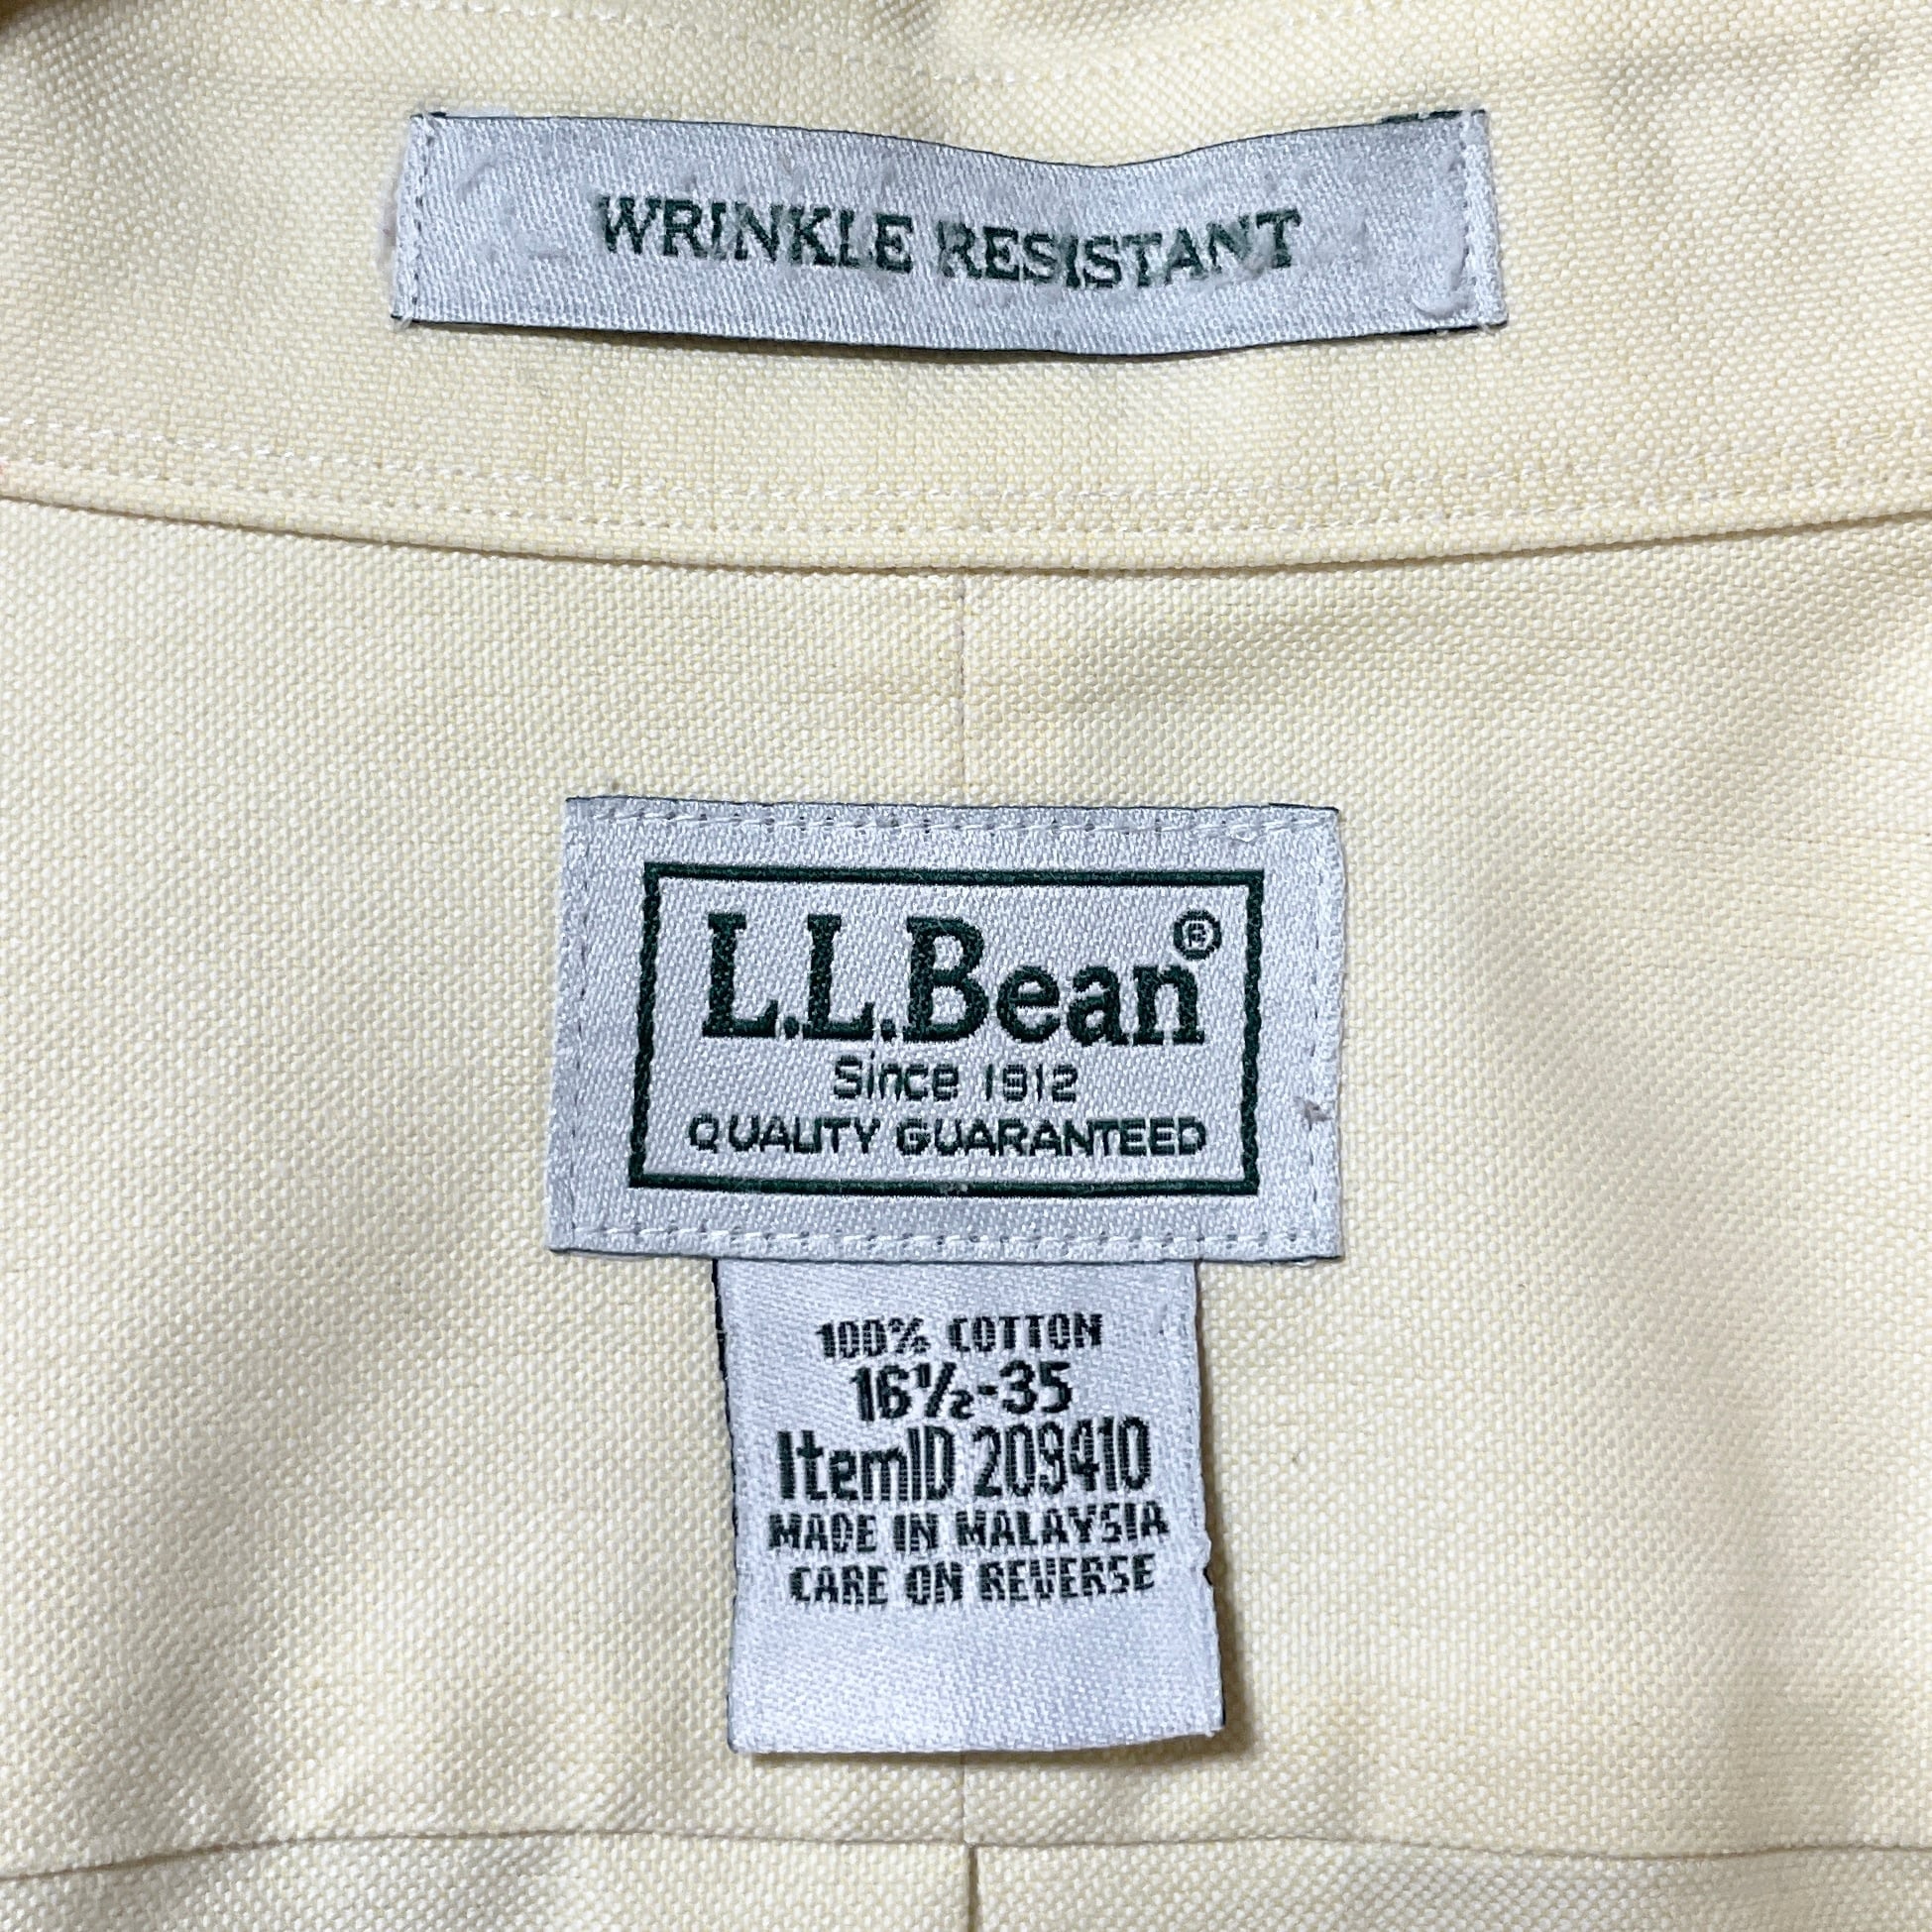 WRINKLE RESISTANT
L.L.Bean®
Since 1912
QUALITY GUARANTEED
100% COTTON
16½-35
ItemID 209410
MADE IN MALAYSIA
CARE ON REVERSE